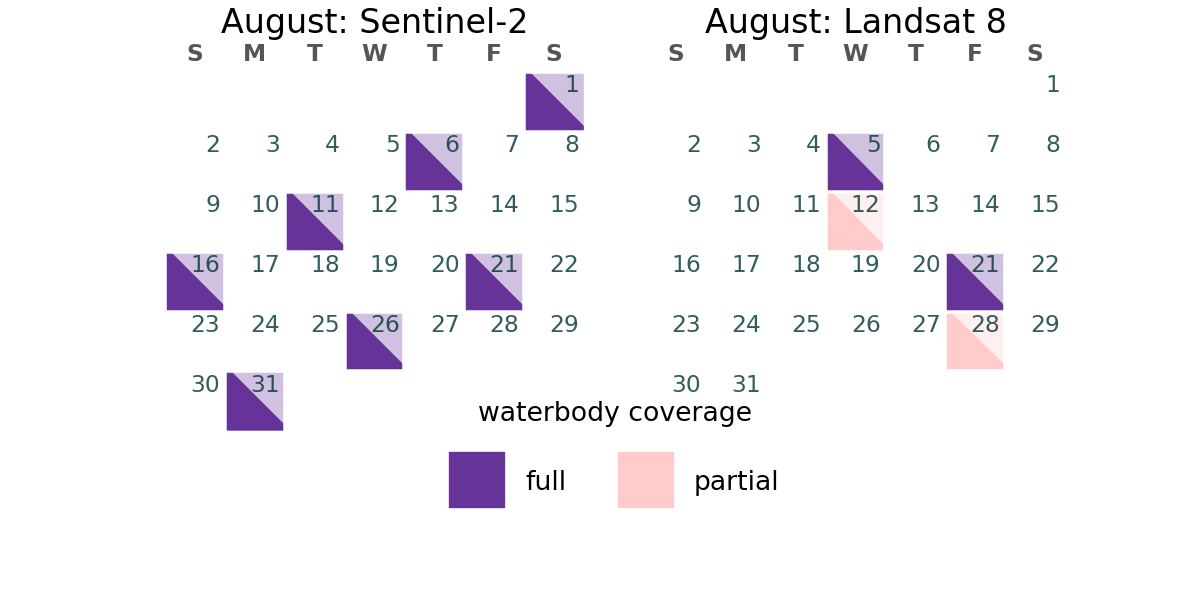 August: Sentinel-2
S M T W T F S
1
2 3 4 5 6 7 8
9 10 11 12 13 14 15
16 17 18 19 20 21 22
23 24 25 26 27 28 29
30 31
August: Landsat 8
S M T W T F S
1
2 3 4 5 6 7 8
9 10 11 12 13 14 15
16 17 18 19 20 21 22
23 24 25 26 27 28 29
30 31
waterbody coverage
full partial